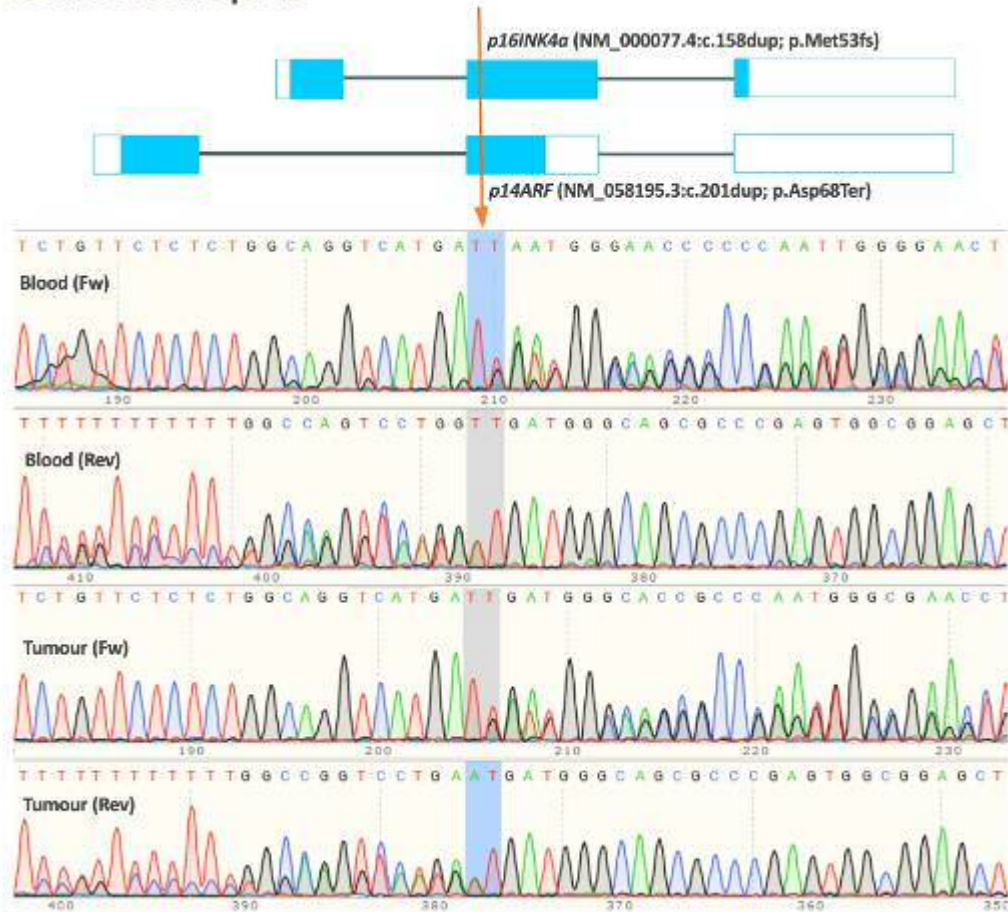 p16INK4a (NM_000077.4:c.158dup; p.Met53fs)
p14ARF (NM_058195.3:c.201dup; p.Asp68Ter)
T C T G T T C T C T C T G G C A G G T C A T G A T T A A T G G G A A C C C C C C A A T T G G G G A A C T
Blood (Fw)
190 200 210 220 230
T T T T T T T T T T T T G G C C A G T C C T G G T T G A T G G G C A G C G C C C G A G T G G C G G A G C T
Blood (Rev)
410 400 390 380 370
T C T G T T C T C T C T G G C A G G T C A T G A T T G A T G G G C A C C G C C C A A T G G G C G A A C C T
Tumour (Fw)
190 200 210 220 230
T T T T T T T T T T T T G G C C G G T C C T G A A T G A T G G G C A G C G C C C G A G T G G C G G A G C T
Tumour (Rev)
400 390 380 370 360 350